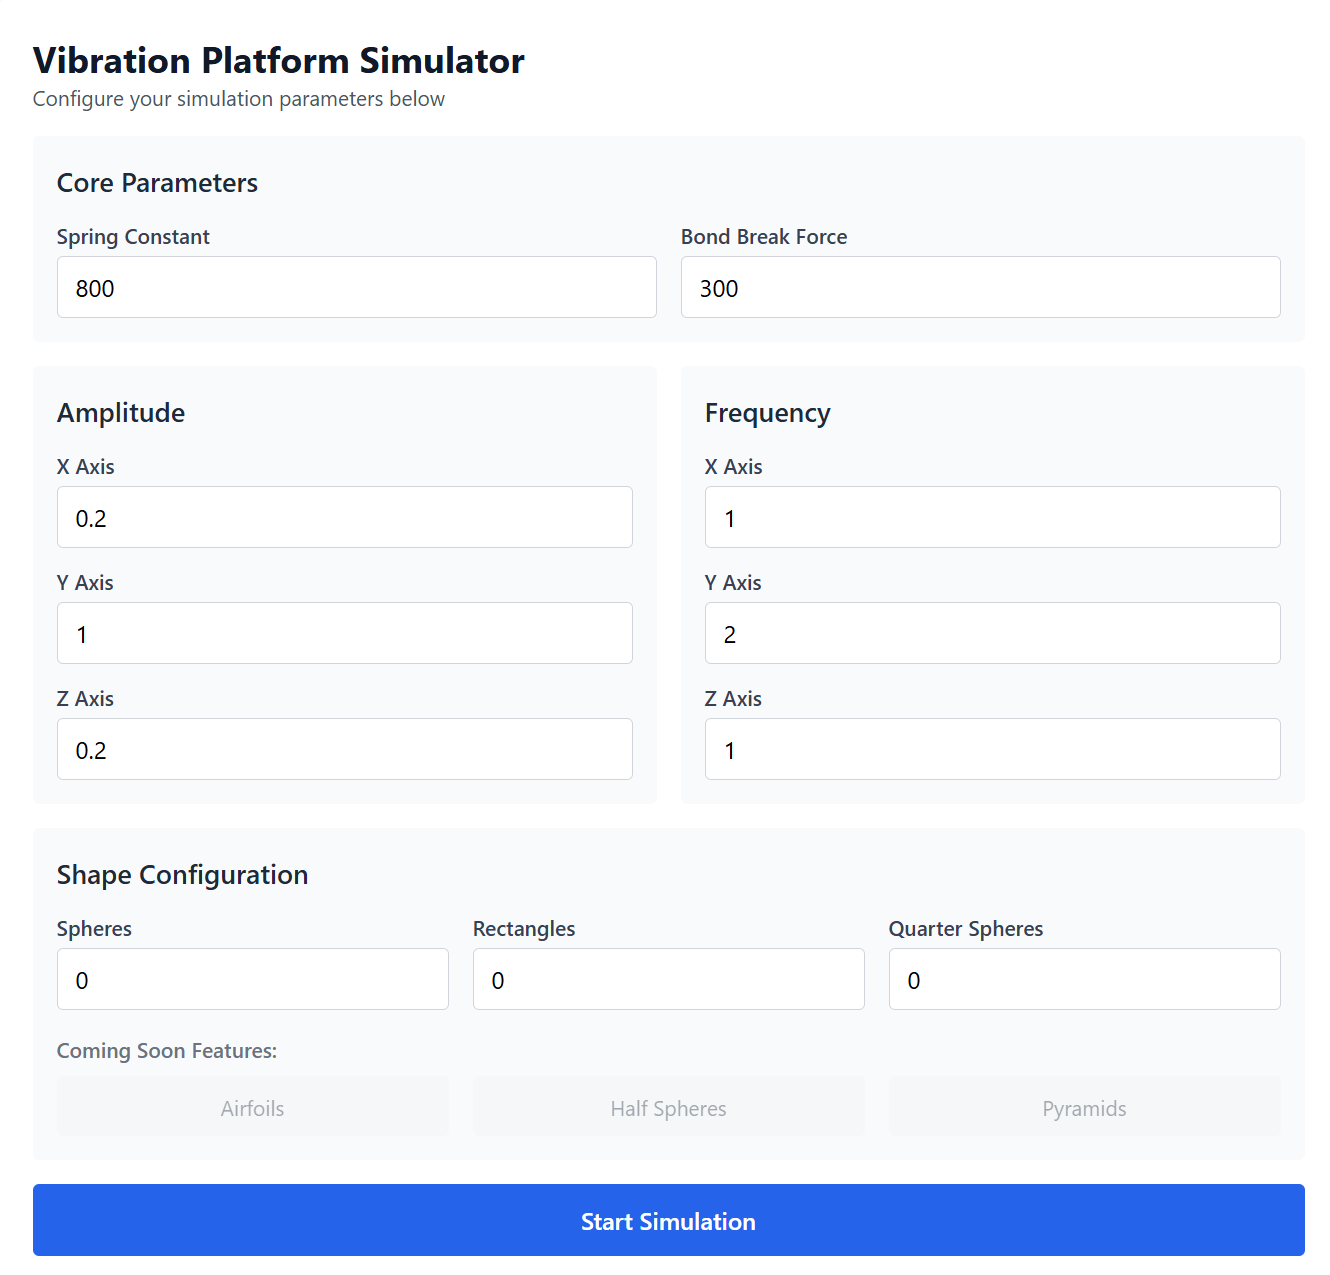 Vibration Platform Simulator
Configure your simulation parameters below
Core Parameters
Spring Constant
800
Bond Break Force
300
Amplitude
X Axis
0.2
Y Axis
1
Z Axis
0.2
Frequency
X Axis
1
Y Axis
2
Z Axis
1
Shape Configuration
Spheres
0
Rectangles
0
Quarter Spheres
0
Coming Soon Features:
Airfoils
Half Spheres
Pyramids
Start Simulation